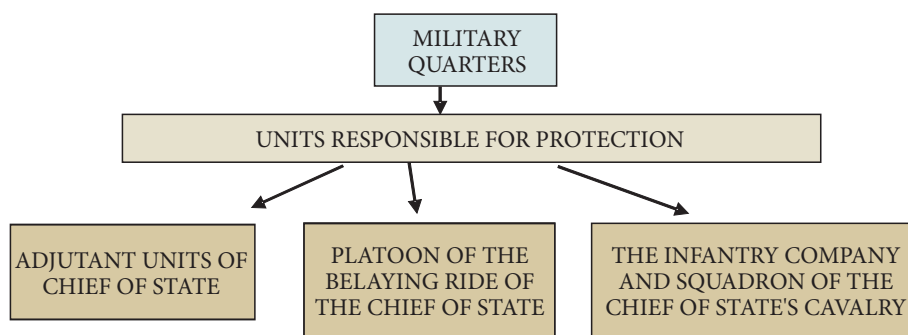 MILITARY
QUARTERS
UNITS RESPONSIBLE FOR PROTECTION
ADJUTANT UNITS OF
CHIEF OF STATE
PLATOON OF THE
BELAYING RIDE OF
THE CHIEF OF STATE
THE INFANTRY COMPANY
AND SQUADRON OF THE
CHIEF OF STATE'S CAVALRY